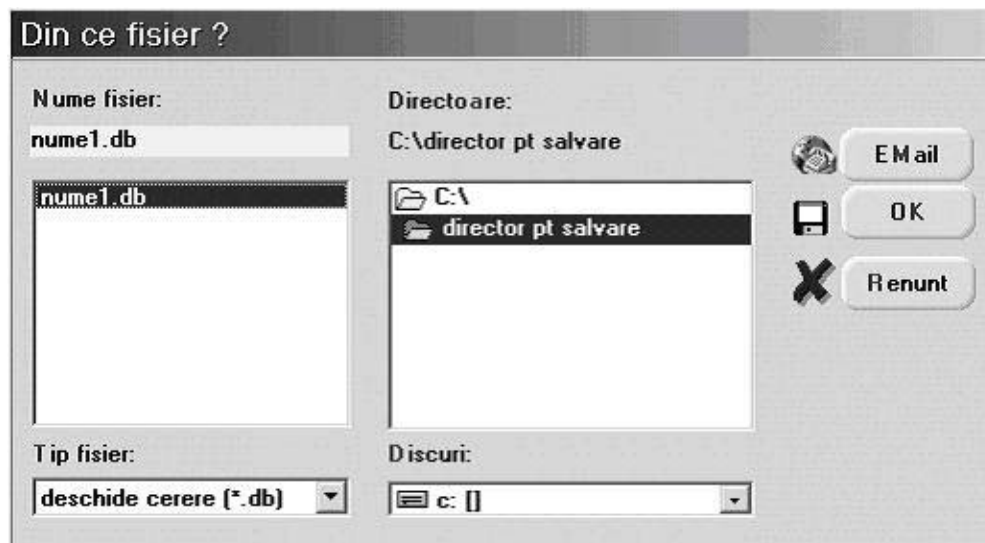 Din ce fisier ?
Nume fisier:
nume1.db
nume1.db
Tip fisier:
deschide cerere (*.db)
Directoare:
C:\director pt salvare
C:\
director pt salvare
Discuri:
c: []
EMail
OK
Renunt